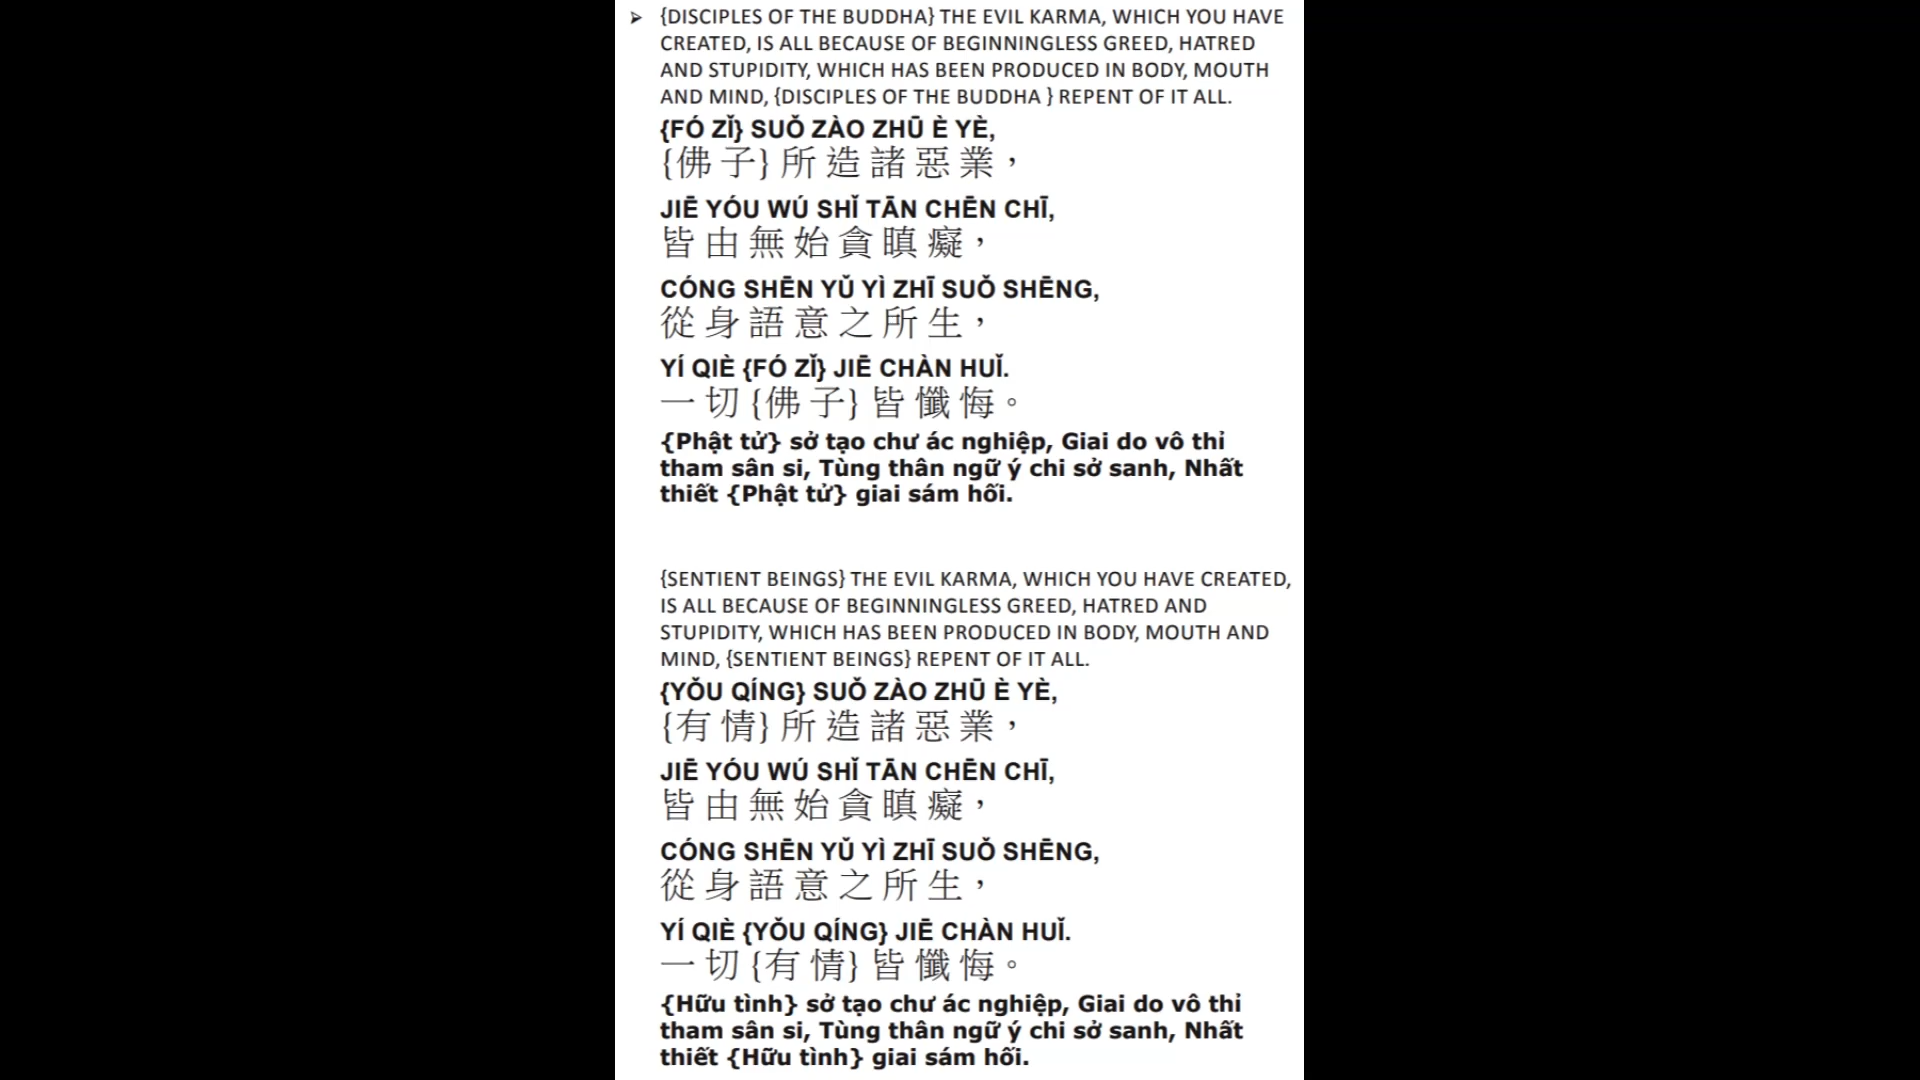 ➢ {DISCIPLES OF THE BUDDHA} THE EVIL KARMA, WHICH YOU HAVE
CREATED, IS ALL BECAUSE OF BEGINNINGLESS GREED, HATRED
AND STUPIDITY, WHICH HAS BEEN PRODUCED IN BODY, MOUTH
AND MIND, {DISCIPLES OF THE BUDDHA } REPENT OF IT ALL.
{FÓ ZǏ} SUǑ ZÀO ZHŪ È YÈ,
{佛 子} 所 造 諸 惡 業，
JIĒ YÓU WÚ SHǏ TĀN CHĒN CHĪ,
皆 由 無 始 貪 瞋 癡，
CÓNG SHĒN YǓ YÌ ZHĪ SUǑ SHĒNG,
從 身 語 意 之 所 生，
YÍ QIÈ {FÓ ZǏ} JIĒ CHÀN HUǏ.
一 切 {佛 子} 皆 懺 悔。
{Phật tử} sở tạo chư ác nghiệp, Giai do vô thỉ
tham sân si, Tùng thân ngữ ý chi sở sanh, Nhất
thiết {Phật tử} giai sám hối.
{SENTIENT BEINGS} THE EVIL KARMA, WHICH YOU HAVE CREATED,
IS ALL BECAUSE OF BEGINNINGLESS GREED, HATRED AND
STUPIDITY, WHICH HAS BEEN PRODUCED IN BODY, MOUTH AND
MIND, {SENTIENT BEINGS} REPENT OF IT ALL.
{YǑU QÍNG} SUǑ ZÀO ZHŪ È YÈ,
{有 情} 所 造 諸 惡 業，
JIĒ YÓU WÚ SHǏ TĀN CHĒN CHĪ,
皆 由 無 始 貪 瞋 癡，
CÓNG SHĒN YǓ YÌ ZHĪ SUǑ SHĒNG,
從 身 語 意 之 所 生，
YÍ QIÈ {YǑU QÍNG} JIĒ CHÀN HUǏ.
一 切 {有 情} 皆 懺 悔。
{Hữu tình} sở tạo chư ác nghiệp, Giai do vô thỉ
tham sân si, Tùng thân ngữ ý chi sở sanh, Nhất
thiết {Hữu tình} giai sám hối.